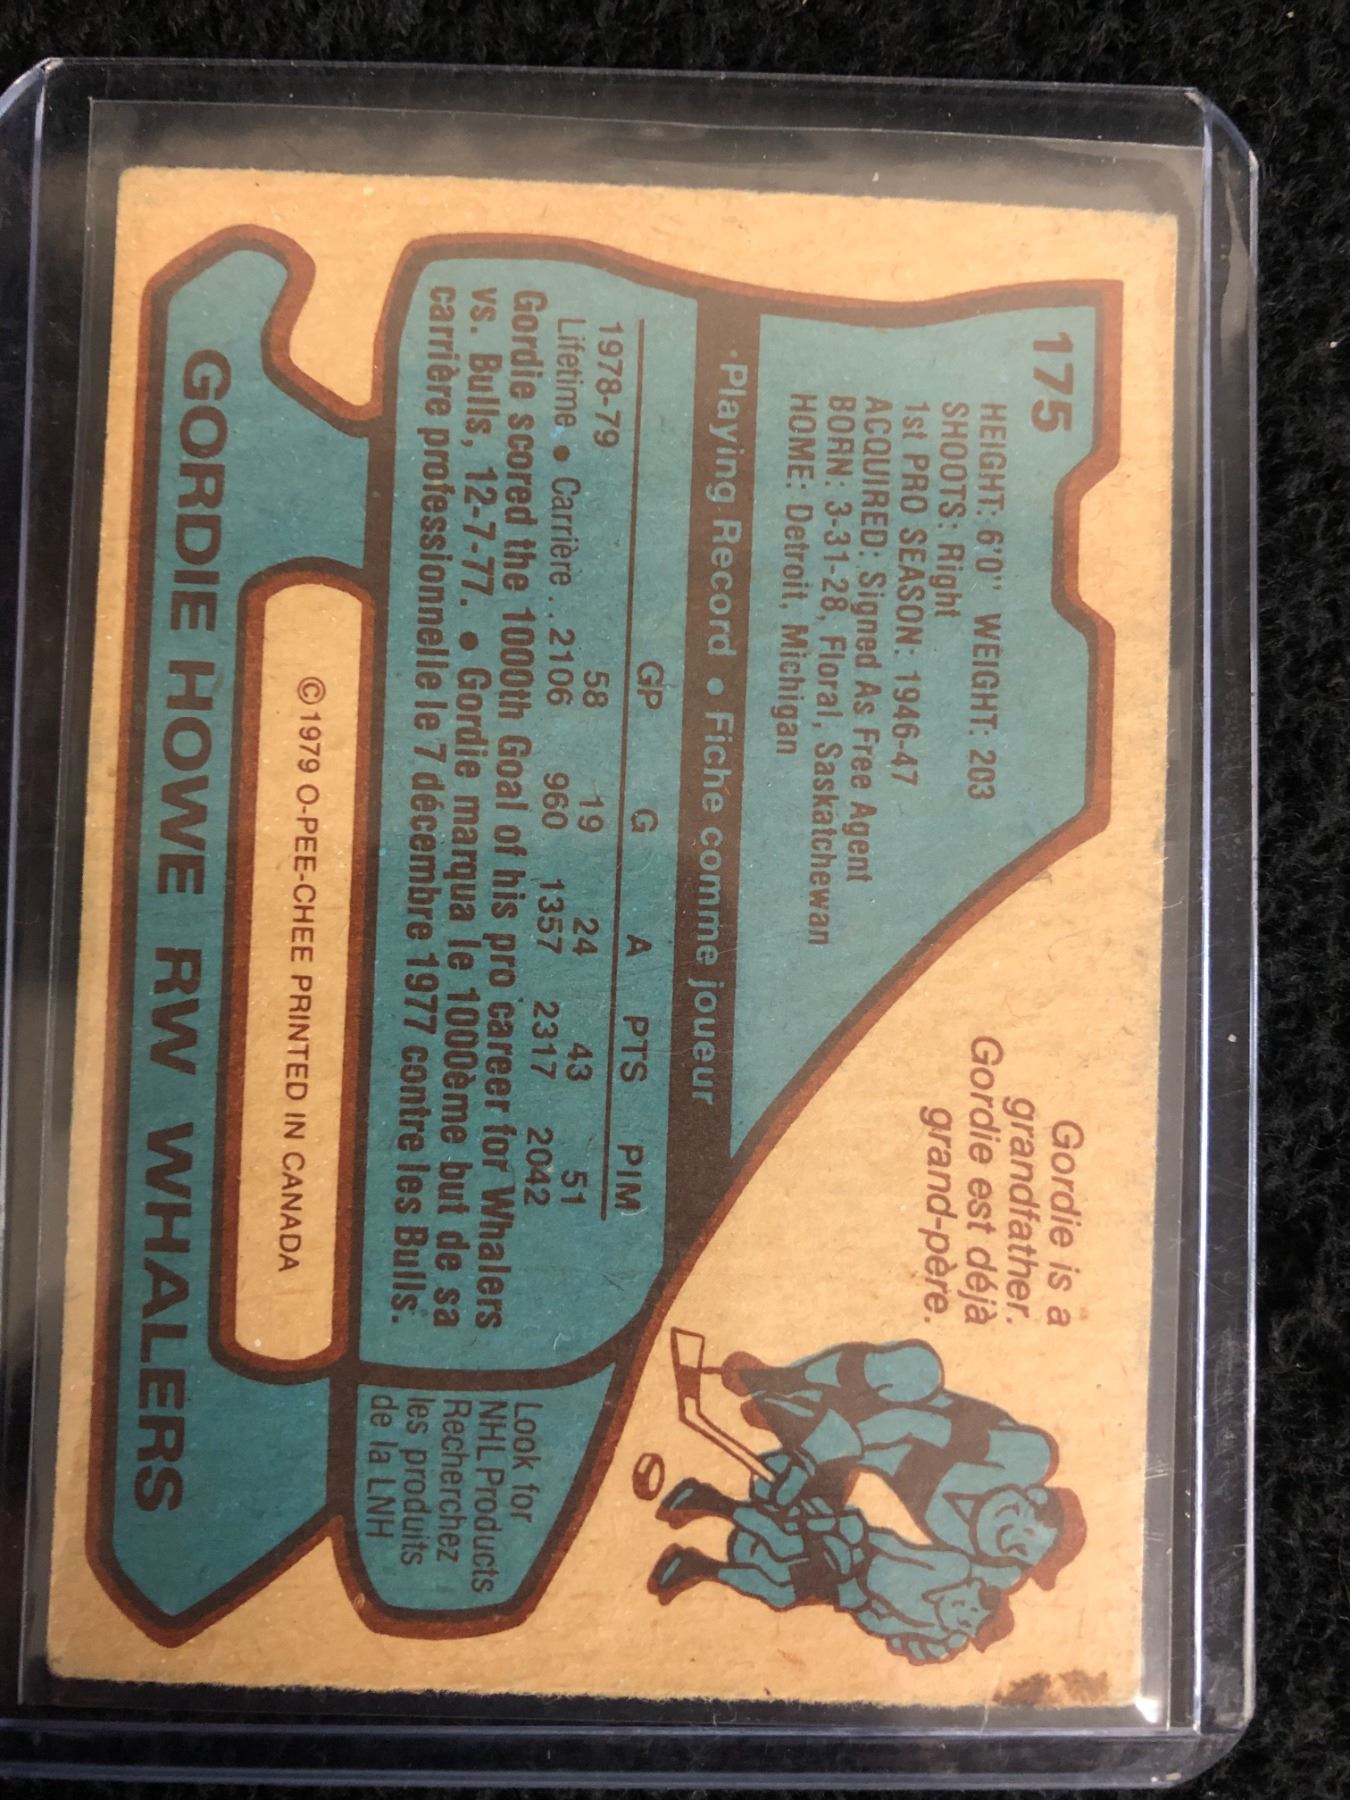 175
HEIGHT: 6'0" WEIGHT: 203
SHOOTS: Right
1st PRO SEASON: 1946-47
ACQUIRED: Signed As Free Agent
BORN: 3-31-28, Floral, Saskatchewan
HOME: Detroit, Michigan
Gordie is a
grandfather.
Gordie est déjà
grand-père.
Playing Record • Fiche comme joueur
GP G A PTS PIM
1978-79 58 19 24 43 51
Lifetime • Carrière .. 2106 960 1357 2317 2042
Gordie scored the 1000th Goal of his pro career for Whalers
vs. Bulls, 12-7-77. • Gordie marqua le 1000ème but de sa
carrière professionnelle le 7 décembre 1977 contre les Bulls.
Look for
NHL Products
Recherchez
les produits
de la LNH
© 1979 O-PEE-CHEE PRINTED IN CANADA
GORDIE HOWE RW WHALERS